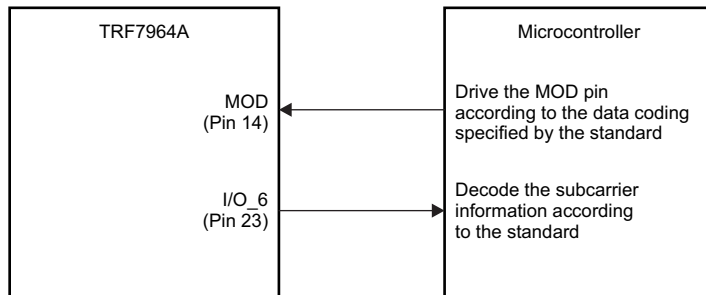 TRF7964A
Microcontroller
MOD
(Pin 14)
Drive the MOD pin
according to the data coding
specified by the standard
I/O_6
(Pin 23)
Decode the subcarrier
information according
to the standard